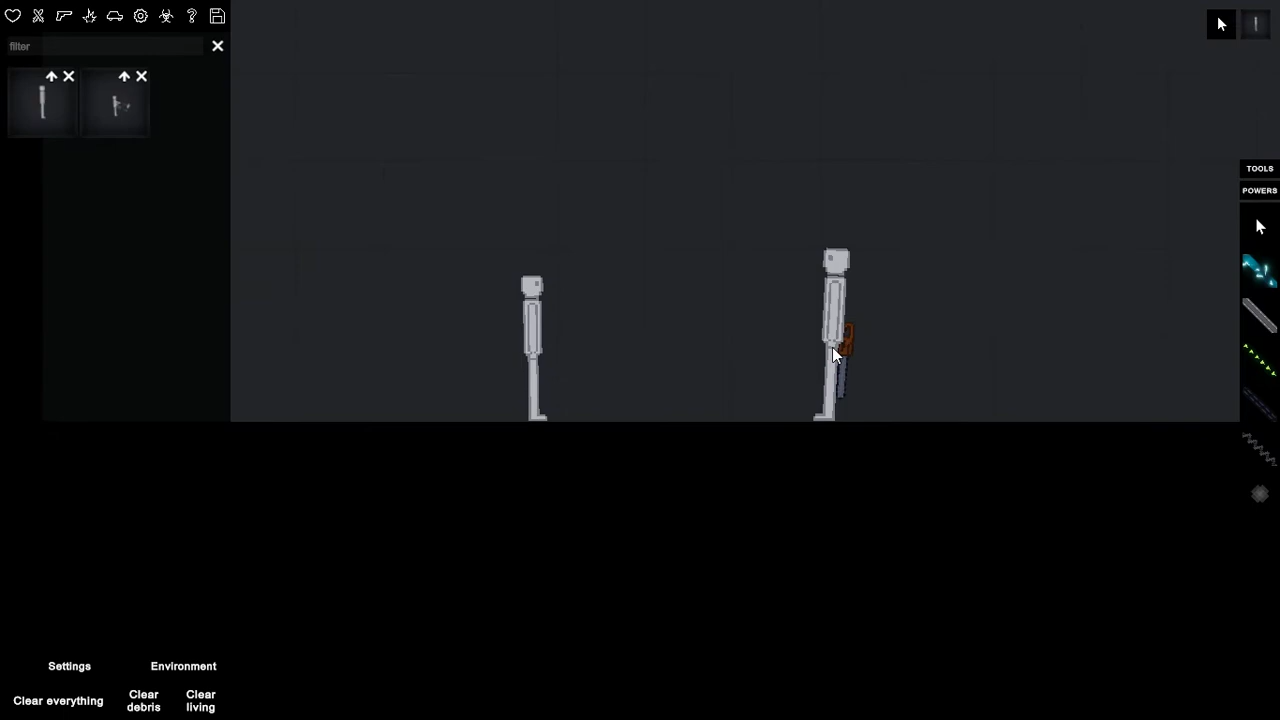 filter
TOOLS
POWERS
Settings
Environment
Clear everything
Clear
debris
Clear
living